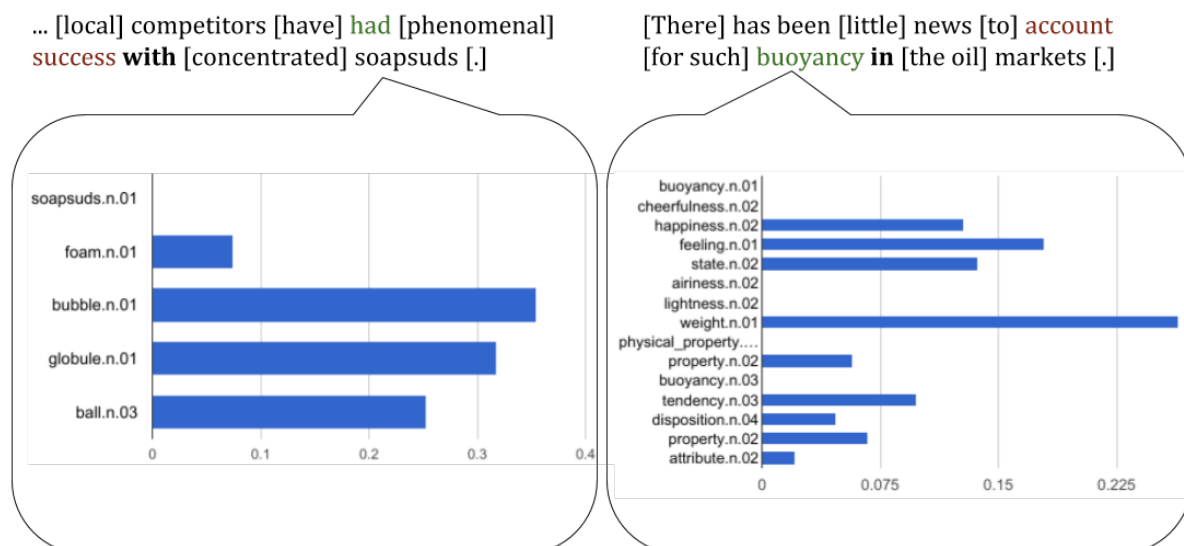 ... [local] competitors [have] had [phenomenal]
success with [concentrated] soapsuds [.]
soapsuds.n.01
foam.n.01
bubble.n.01
globule.n.01
ball.n.03
0 0.1 0.2 0.3 0.4
[There] has been [little] news [to] account
[for such] buoyancy in [the oil] markets [.]
buoyancy.n.01
cheerfulness.n.02
happiness.n.02
feeling.n.01
state.n.02
airiness.n.02
lightness.n.02
weight.n.01
physical_property....
property.n.02
buoyancy.n.03
tendency.n.03
disposition.n.04
property.n.02
attribute.n.02
0 0.075 0.15 0.225